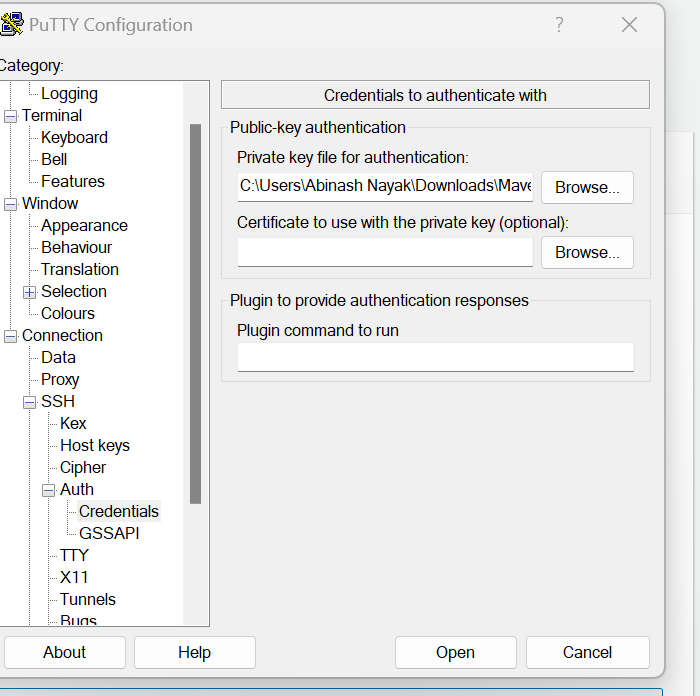 PuTTY Configuration
?
Category:
Logging
Terminal
Keyboard
Bell
Features
Window
Appearance
Behaviour
Translation
Selection
Colours
Connection
Data
Proxy
SSH
Kex
Host keys
Cipher
Auth
Credentials
GSSAPI
TTY
X11
Tunnels
Bugs
Credentials to authenticate with
Public-key authentication
Private key file for authentication:
C:\Users\Abinash Nayak\Downloads\Mave
Browse...
Certificate to use with the private key (optional):
Browse...
Plugin to provide authentication responses
Plugin command to run
About
Help
Open
Cancel